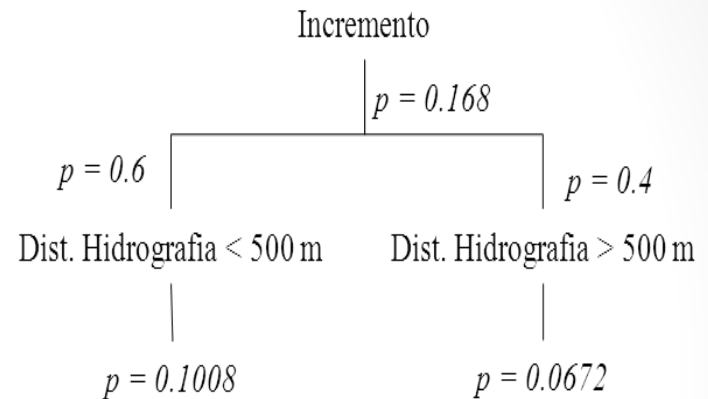 Incremento
p = 0.168
p = 0.6
p = 0.4
Dist. Hidrografia < 500 m
Dist. Hidrografia > 500 m
p = 0.1008
p = 0.0672